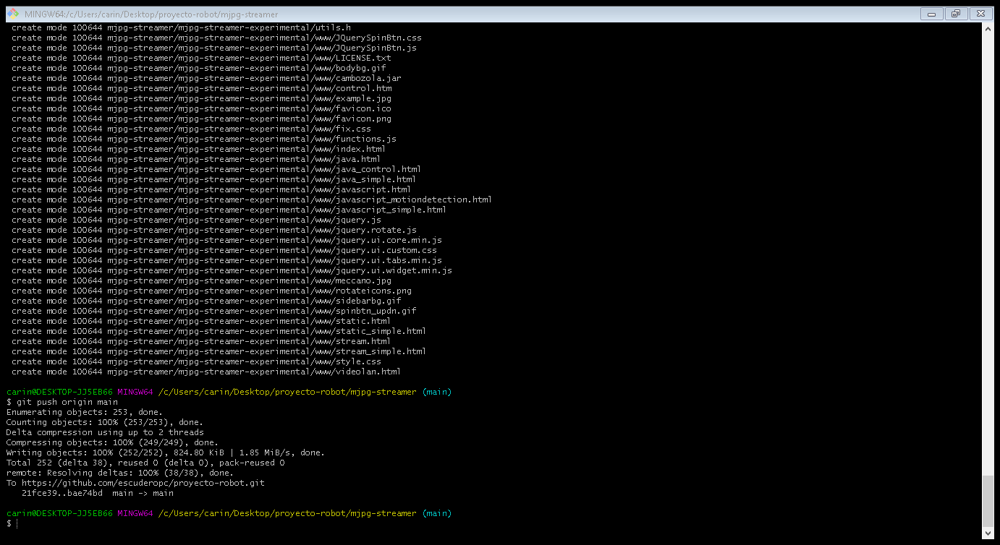 MINGW64:/c/Users/carin/Desktop/proyecto-robot/mjpg-streamer
create mode 100644 mjpg-streamer/mjpg-streamer-experimental/utils.h
create mode 100644 mjpg-streamer/mjpg-streamer-experimental/www/JQuerySpinBtn.css
create mode 100644 mjpg-streamer/mjpg-streamer-experimental/www/JQuerySpinBtn.js
create mode 100644 mjpg-streamer/mjpg-streamer-experimental/www/LICENSE.txt
create mode 100644 mjpg-streamer/mjpg-streamer-experimental/www/bodybg.gif
create mode 100644 mjpg-streamer/mjpg-streamer-experimental/www/cambozola.jar
create mode 100644 mjpg-streamer/mjpg-streamer-experimental/www/control.htm
create mode 100644 mjpg-streamer/mjpg-streamer-experimental/www/example.jpg
create mode 100644 mjpg-streamer/mjpg-streamer-experimental/www/favicon.ico
create mode 100644 mjpg-streamer/mjpg-streamer-experimental/www/favicon.png
create mode 100644 mjpg-streamer/mjpg-streamer-experimental/www/fix.css
create mode 100644 mjpg-streamer/mjpg-streamer-experimental/www/functions.js
create mode 100644 mjpg-streamer/mjpg-streamer-experimental/www/index.html
create mode 100644 mjpg-streamer/mjpg-streamer-experimental/www/java.html
create mode 100644 mjpg-streamer/mjpg-streamer-experimental/www/java_control.html
create mode 100644 mjpg-streamer/mjpg-streamer-experimental/www/java_simple.html
create mode 100644 mjpg-streamer/mjpg-streamer-experimental/www/javascript.html
create mode 100644 mjpg-streamer/mjpg-streamer-experimental/www/javascript_motiondetection.html
create mode 100644 mjpg-streamer/mjpg-streamer-experimental/www/javascript_simple.html
create mode 100644 mjpg-streamer/mjpg-streamer-experimental/www/jquery.js
create mode 100644 mjpg-streamer/mjpg-streamer-experimental/www/jquery.rotate.js
create mode 100644 mjpg-streamer/mjpg-streamer-experimental/www/jquery.ui.core.min.js
create mode 100644 mjpg-streamer/mjpg-streamer-experimental/www/jquery.ui.custom.css
create mode 100644 mjpg-streamer/mjpg-streamer-experimental/www/jquery.ui.tabs.min.js
create mode 100644 mjpg-streamer/mjpg-streamer-experimental/www/jquery.ui.widget.min.js
create mode 100644 mjpg-streamer/mjpg-streamer-experimental/www/meccano.jpg
create mode 100644 mjpg-streamer/mjpg-streamer-experimental/www/rotateicons.png
create mode 100644 mjpg-streamer/mjpg-streamer-experimental/www/sidebarbg.gif
create mode 100644 mjpg-streamer/mjpg-streamer-experimental/www/spinbtn_updn.gif
create mode 100644 mjpg-streamer/mjpg-streamer-experimental/www/static.html
create mode 100644 mjpg-streamer/mjpg-streamer-experimental/www/static_simple.html
create mode 100644 mjpg-streamer/mjpg-streamer-experimental/www/stream.html
create mode 100644 mjpg-streamer/mjpg-streamer-experimental/www/stream_simple.html
create mode 100644 mjpg-streamer/mjpg-streamer-experimental/www/style.css
create mode 100644 mjpg-streamer/mjpg-streamer-experimental/www/videolan.html
carin@DESKTOP-JJ5EB66 MINGW64 /c/Users/carin/Desktop/proyecto-robot/mjpg-streamer (main)
$ git push origin main
Enumerating objects: 253, done.
Counting objects: 100% (253/253), done.
Delta compression using up to 2 threads
Compressing objects: 100% (249/249), done.
Writing objects: 100% (252/252), 824.80 KiB | 1.85 MiB/s, done.
Total 252 (delta 38), reused 0 (delta 0), pack-reused 0
remote: Resolving deltas: 100% (38/38), done.
To https://github.com/escuderopc/proyecto-robot.git
21fce39..bae74bd  main -> main
carin@DESKTOP-JJ5EB66 MINGW64 /c/Users/carin/Desktop/proyecto-robot/mjpg-streamer (main)
$